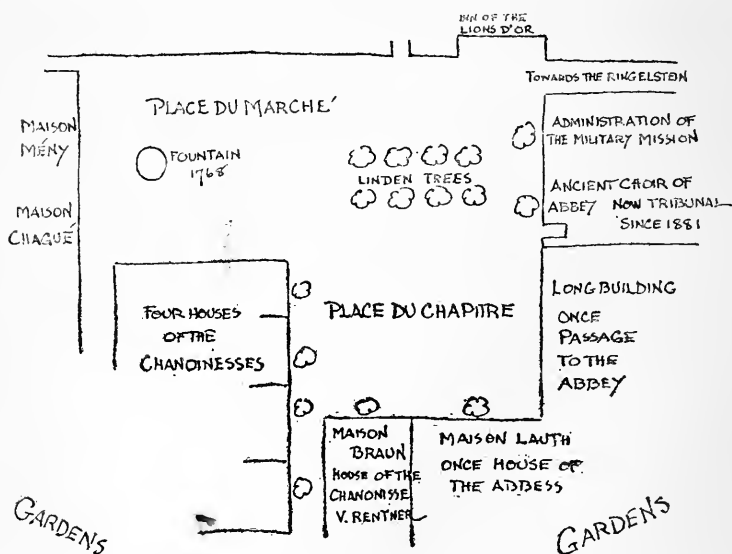 INN OF THE
LIONS D'OR
TOWARDS THE RINGELSTEIN
PLACE DU MARCHÉ
MAISON
MÉNY
FOUNTAIN
1768
LINDEN TREES
ADMINISTRATION OF
THE MILITARY MISSION
ANCIENT CHOIR OF
ABBEY NOW TRIBUNAL
SINCE 1881
MAISON
CHAGUÉ
FOUR HOUSES
OF THE
CHANOINESSES
PLACE DU CHAPITRE
LONG BUILDING
ONCE
PASSAGE
TO THE
ABBEY
MAISON
BRAUN
HOUSE OF THE
CHANONISSE
V. RENTNER
MAISON LAUTH
ONCE HOUSE OF
THE ABBESS
GARDENS
GARDENS